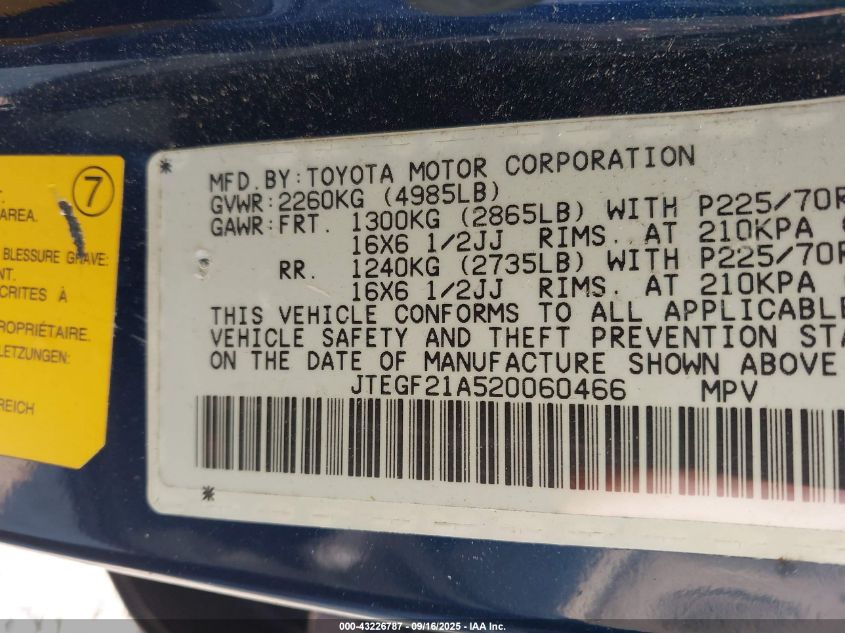 7
T.
AREA.
BLESSURE GRAVE:
NT.
CRITES À
PROPRIÉTAIRE.
LETZUNGEN:
REICH
* MFD.BY:TOYOTA MOTOR CORPORATION
GVWR:2260KG (4985LB)
GAWR:FRT. 1300KG (2865LB) WITH P225/70R
16X6 1/2JJ RIMS. AT 210KPA
RR. 1240KG (2735LB) WITH P225/70R
16X6 1/2JJ RIMS. AT 210KPA
THIS VEHICLE CONFORMS TO ALL APPLICABLE
VEHICLE SAFETY AND THEFT PREVENTION STA
ON THE DATE OF MANUFACTURE SHOWN ABOVE
JTEGF21A520060466 MPV
*
000-43226787 - 09/16/2025 - IAA, Inc.